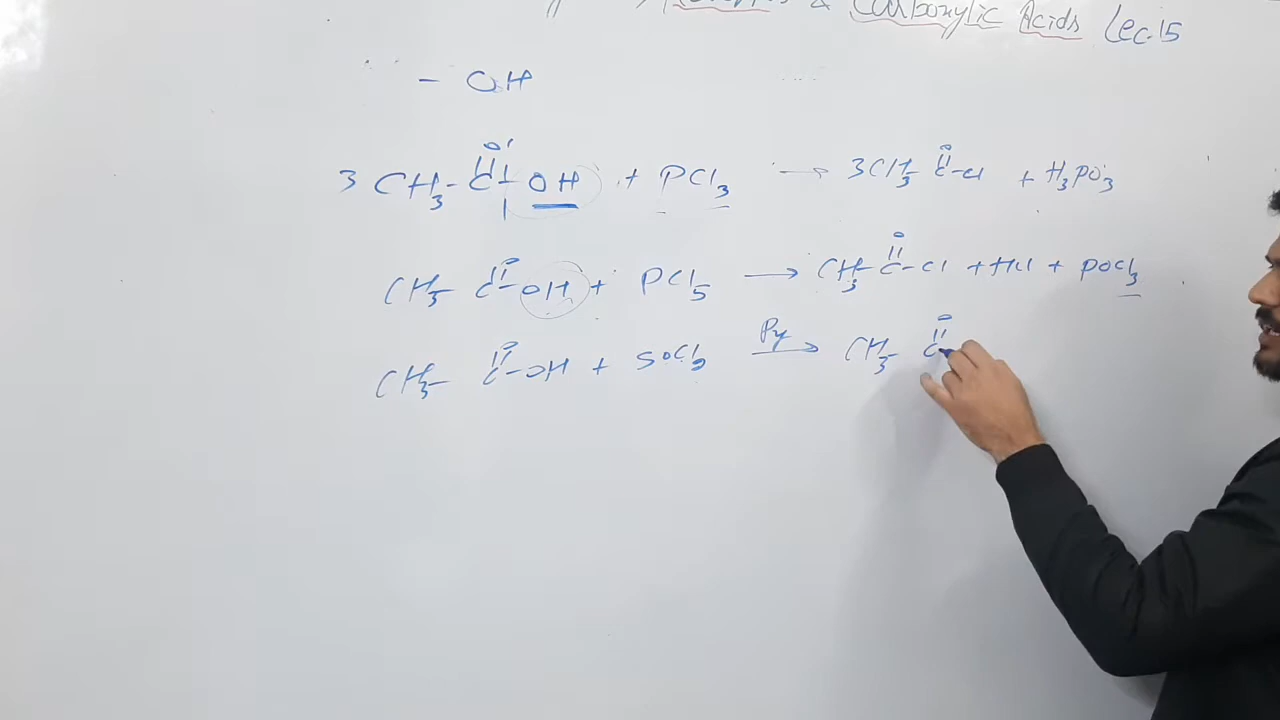 & Carboxylic Acids Lec.15
- OH
3 CH3-C(=O)-OH + PCl3 → 3CH3 C(=O)-Cl + H3PO3
CH3- C(=O)-OH + PCl5 → CH3- C(=O)-Cl + HCl + POCl3
CH3- C(=O)-OH + SOCl2 Py → CH3- C(=O)